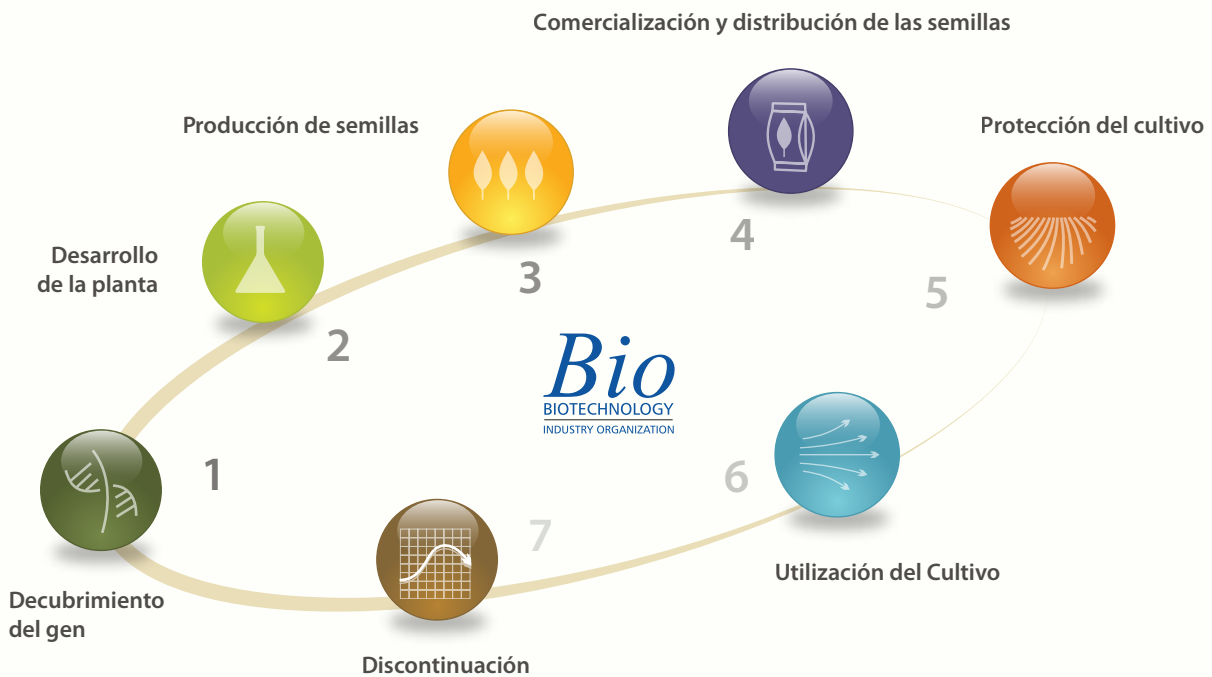 Comercialización y distribución de las semillas
Producción de semillas
Protección del cultivo
Desarrollo
de la planta
4
3
5
2
Bio
BIOTECHNOLOGY
INDUSTRY ORGANIZATION
1
6
7
Decubrimiento
del gen
Utilización del Cultivo
Discontinuación